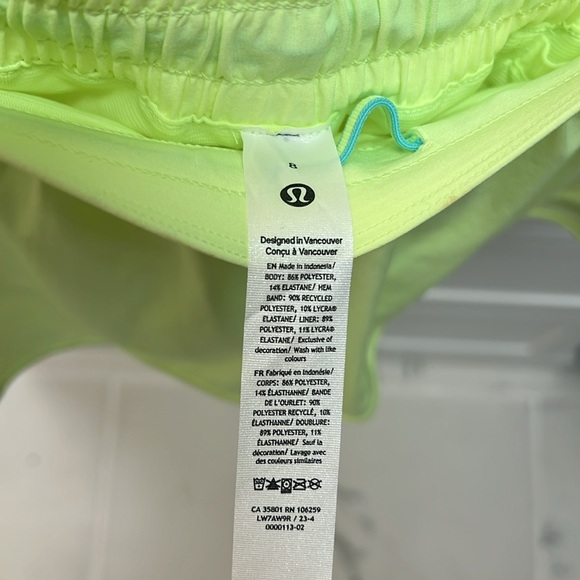 8
Designed in Vancouver
Conçu à Vancouver
EN Made in Indonesia/
BODY: 86% POLYESTER,
14% ELASTANE/ HEM
BAND: 90% RECYCLED
POLYESTER, 10% LYCRA®
ELASTANE/ LINER: 89%
POLYESTER, 11% LYCRA®
ELASTANE/ Exclusive of
decoration/ Wash with like
colours
FR Fabriqué en Indonésie/
CORPS: 86% POLYESTER,
14% ÉLASTHANNE/ BANDE
DE L'OURLET: 90%
POLYESTER RECYCLÉ, 10%
ÉLASTHANNE/ DOUBLURE:
89% POLYESTER, 11%
ÉLASTHANNE/ Sauf la
décoration/ Lavage avec
des couleurs similaires
CA 35801 RN 106259
LW7AW9R / 23-4
0000113-02